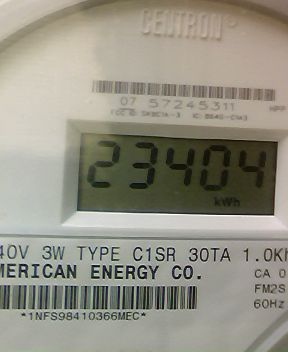 CENTRON
07 57245311
23404
kWh
40V 3W TYPE C1SR 30TA 1.0Kh
MERICAN ENERGY CO.
CA 0
FM2S
60Hz
*1NFS98410366MEC*